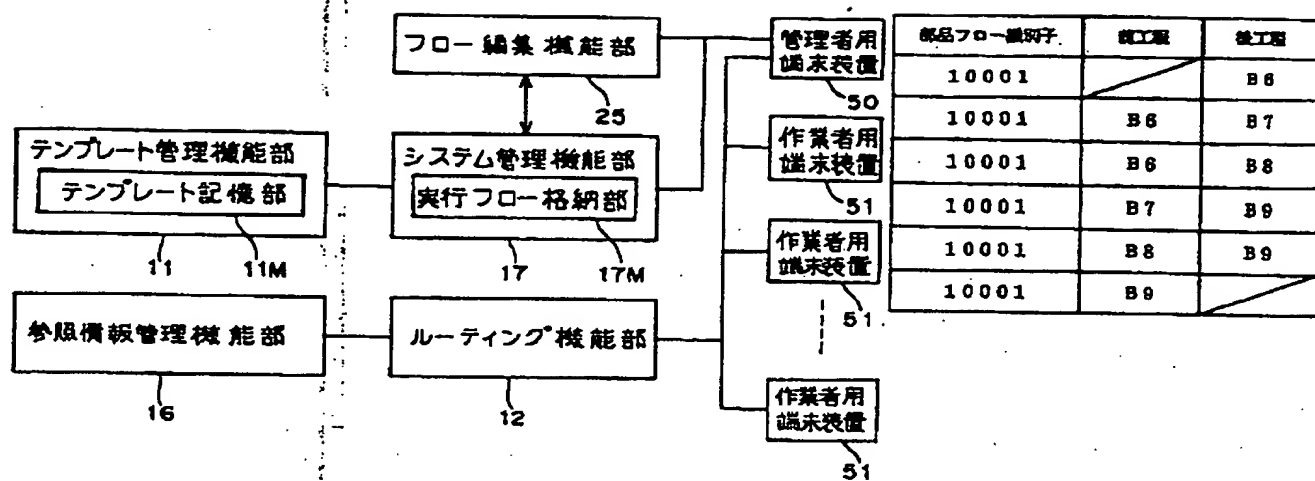 フロー編集機能部
25
テンプレート管理機能部
テンプレート記憶部
11
11M
システム管理機能部
実行フロー格納部
17
17M
参照情報管理機能部
16
ルーティング機能部
12
管理者用
端末装置
50
作業者用
端末装置
51
作業者用
端末装置
51
作業者用
端末装置
51
部品フロー識別子 前工程 後工程
10001 B6
10001 B6 B7
10001 B6 B8
10001 B7 B9
10001 B8 B9
10001 B9